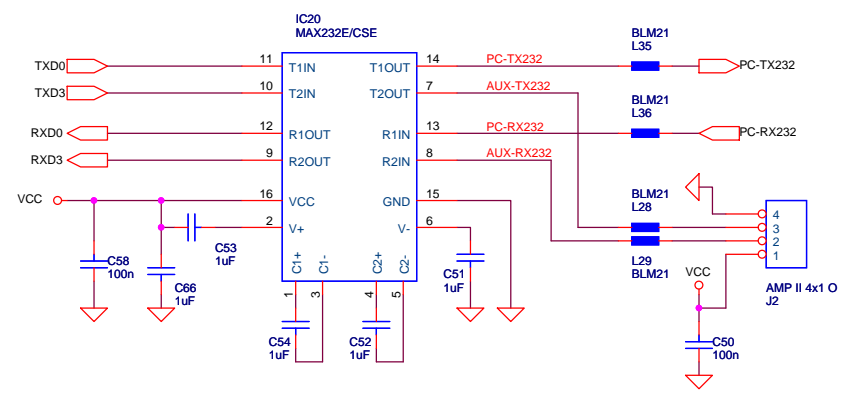 IC20
MAX232E/CSE
TXD0
11
T1IN
T1OUT
14
PC-TX232
BLM21
L35
PC-TX232
TXD3
10
T2IN
T2OUT
7
AUX-TX232
BLM21
L36
RXD0
12
R1OUT
R1IN
13
PC-RX232
PC-RX232
RXD3
9
R2OUT
R2IN
8
AUX-RX232
VCC
16
VCC
GND
15
BLM21
L28
2
V+
V-
6
4
3
2
1
L29
BLM21
C53
1uF
C58
100n
C66
1uF
C1+
C1-
C2+
C2-
C51
1uF
VCC
AMP II 4x1 O
J2
1
3
4
5
C54
1uF
C52
1uF
C50
100n